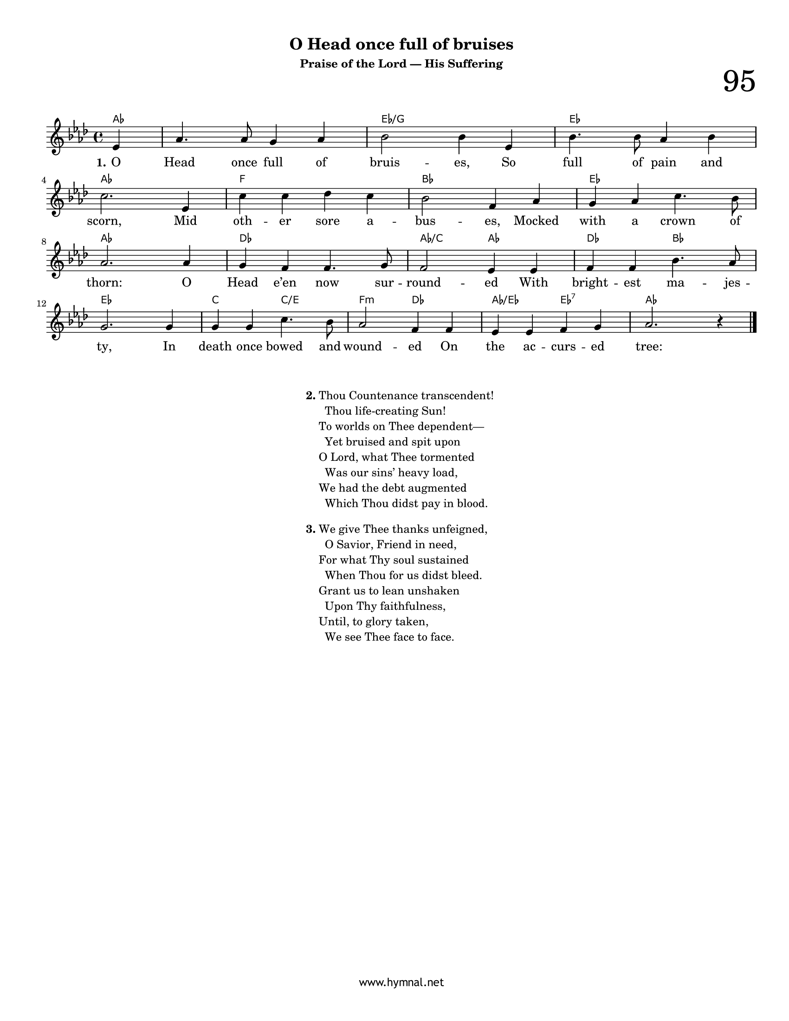 O Head once full of bruises
Praise of the Lord — His Suffering
95
A♭ E♭/G E♭
1. O Head once full of bruis - es, So full of pain and
4 A♭ F B♭ E♭
scorn, Mid oth - er sore a - bus - es, Mocked with a crown of
8 A♭ D♭ A♭/C A♭ D♭ B♭
thorn: O Head e'en now sur - round - ed With bright - est ma - jes -
12 E♭ C C/E Fm D♭ A♭/E♭ E♭7 A♭
ty, In death once bowed and wound - ed On the ac - curs - ed tree:
2. Thou Countenance transcendent!
Thou life-creating Sun!
To worlds on Thee dependent—
Yet bruised and spit upon
O Lord, what Thee tormented
Was our sins' heavy load,
We had the debt augmented
Which Thou didst pay in blood.
3. We give Thee thanks unfeigned,
O Savior, Friend in need,
For what Thy soul sustained
When Thou for us didst bleed.
Grant us to lean unshaken
Upon Thy faithfulness,
Until, to glory taken,
We see Thee face to face.
www.hymnal.net